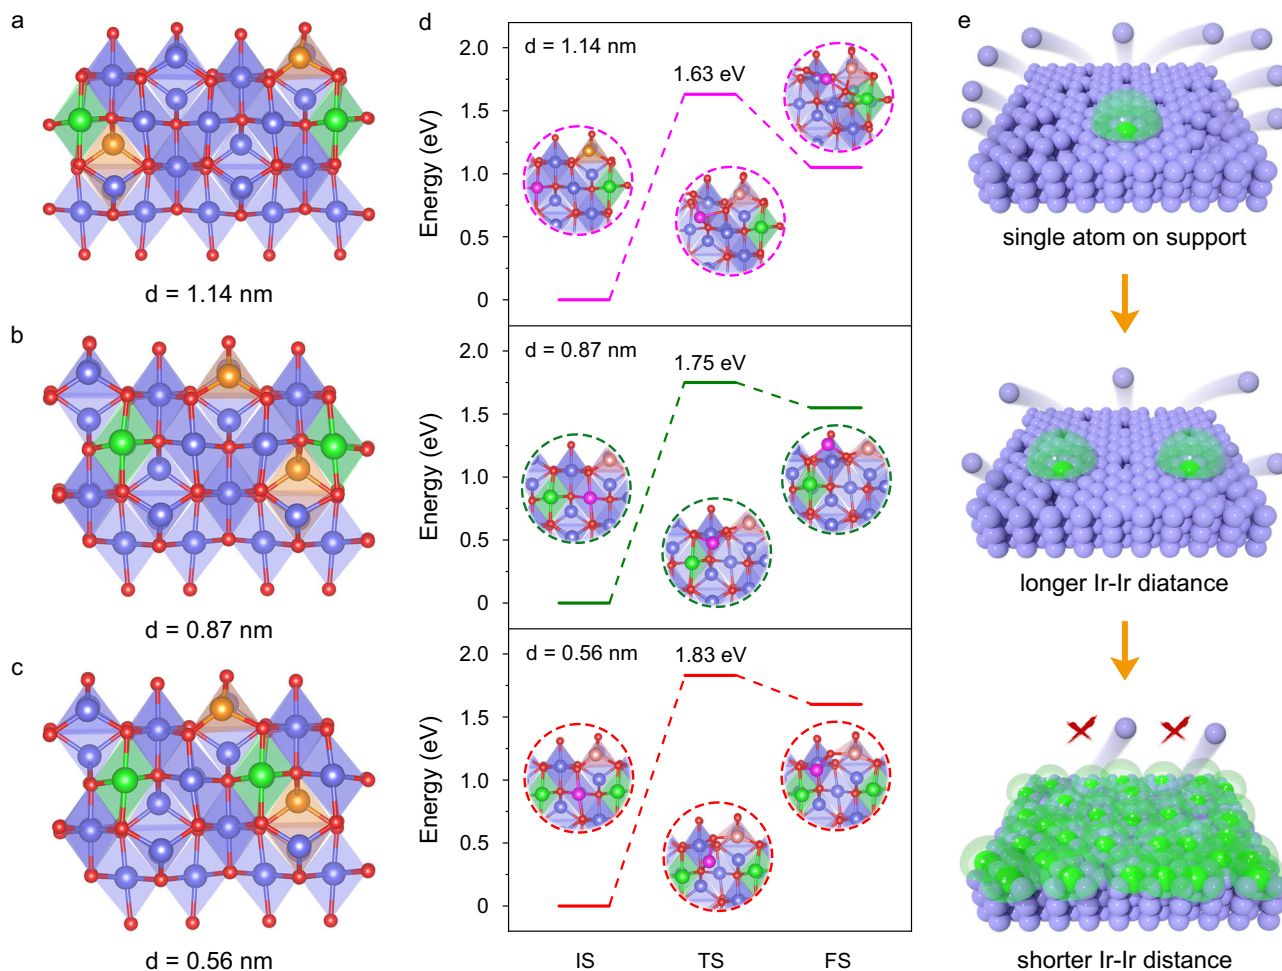 a
d = 1.14 nm
b
d = 0.87 nm
c
d = 0.56 nm
d
Energy (eV)
2.0
1.5
1.0
0.5
0
d = 1.14 nm
1.63 eV
Energy (eV)
2.0
1.5
1.0
0.5
0
d = 0.87 nm
1.75 eV
Energy (eV)
2.0
1.5
1.0
0.5
0
d = 0.56 nm
1.83 eV
IS TS FS
e
single atom on support
longer Ir-Ir diatance
shorter Ir-Ir distance